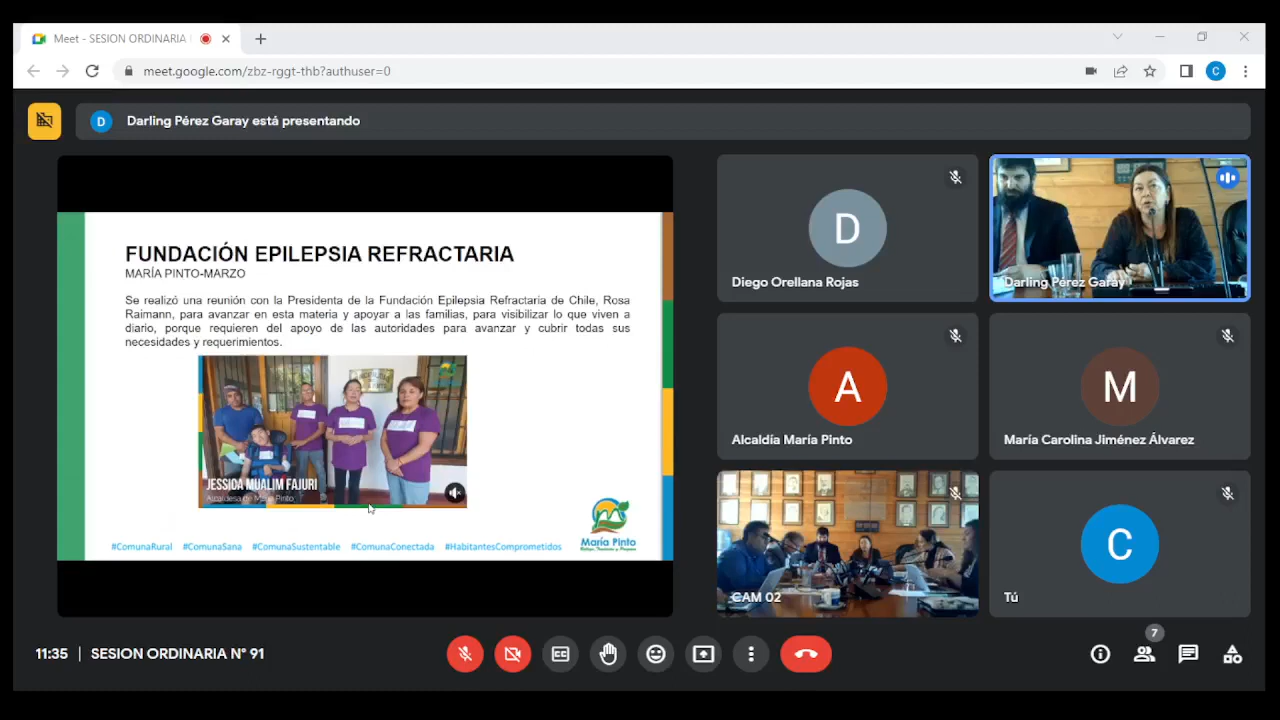 Meet - SESION ORDINARIA
meet.google.com/zbz-rggt-thb?authuser=0
C
D
Darling Pérez Garay está presentando
FUNDACIÓN EPILEPSIA REFRACTARIA
MARÍA PINTO-MARZO
Se realizó una reunión con la Presidenta de la Fundación Epilepsia Refractaria de Chile, Rosa
Raimann, para avanzar en esta materia y apoyar a las familias, para visibilizar lo que viven a
diario, porque requieren del apoyo de las autoridades para avanzar y cubrir todas sus
necesidades y requerimientos.
JESSICA MUALIM FAJURI
Alcaldesa de María Pinto
María Pinto
#ComunaRural #ComunaSana #ComunaSustentable #ComunaConectada #HabitantesComprometidos
D
Diego Orellana Rojas
Darling Pérez Garay
A
Alcaldía María Pinto
M
María Carolina Jiménez Álvarez
CAM 02
C
Tú
11:35 | SESION ORDINARIA N° 91
7